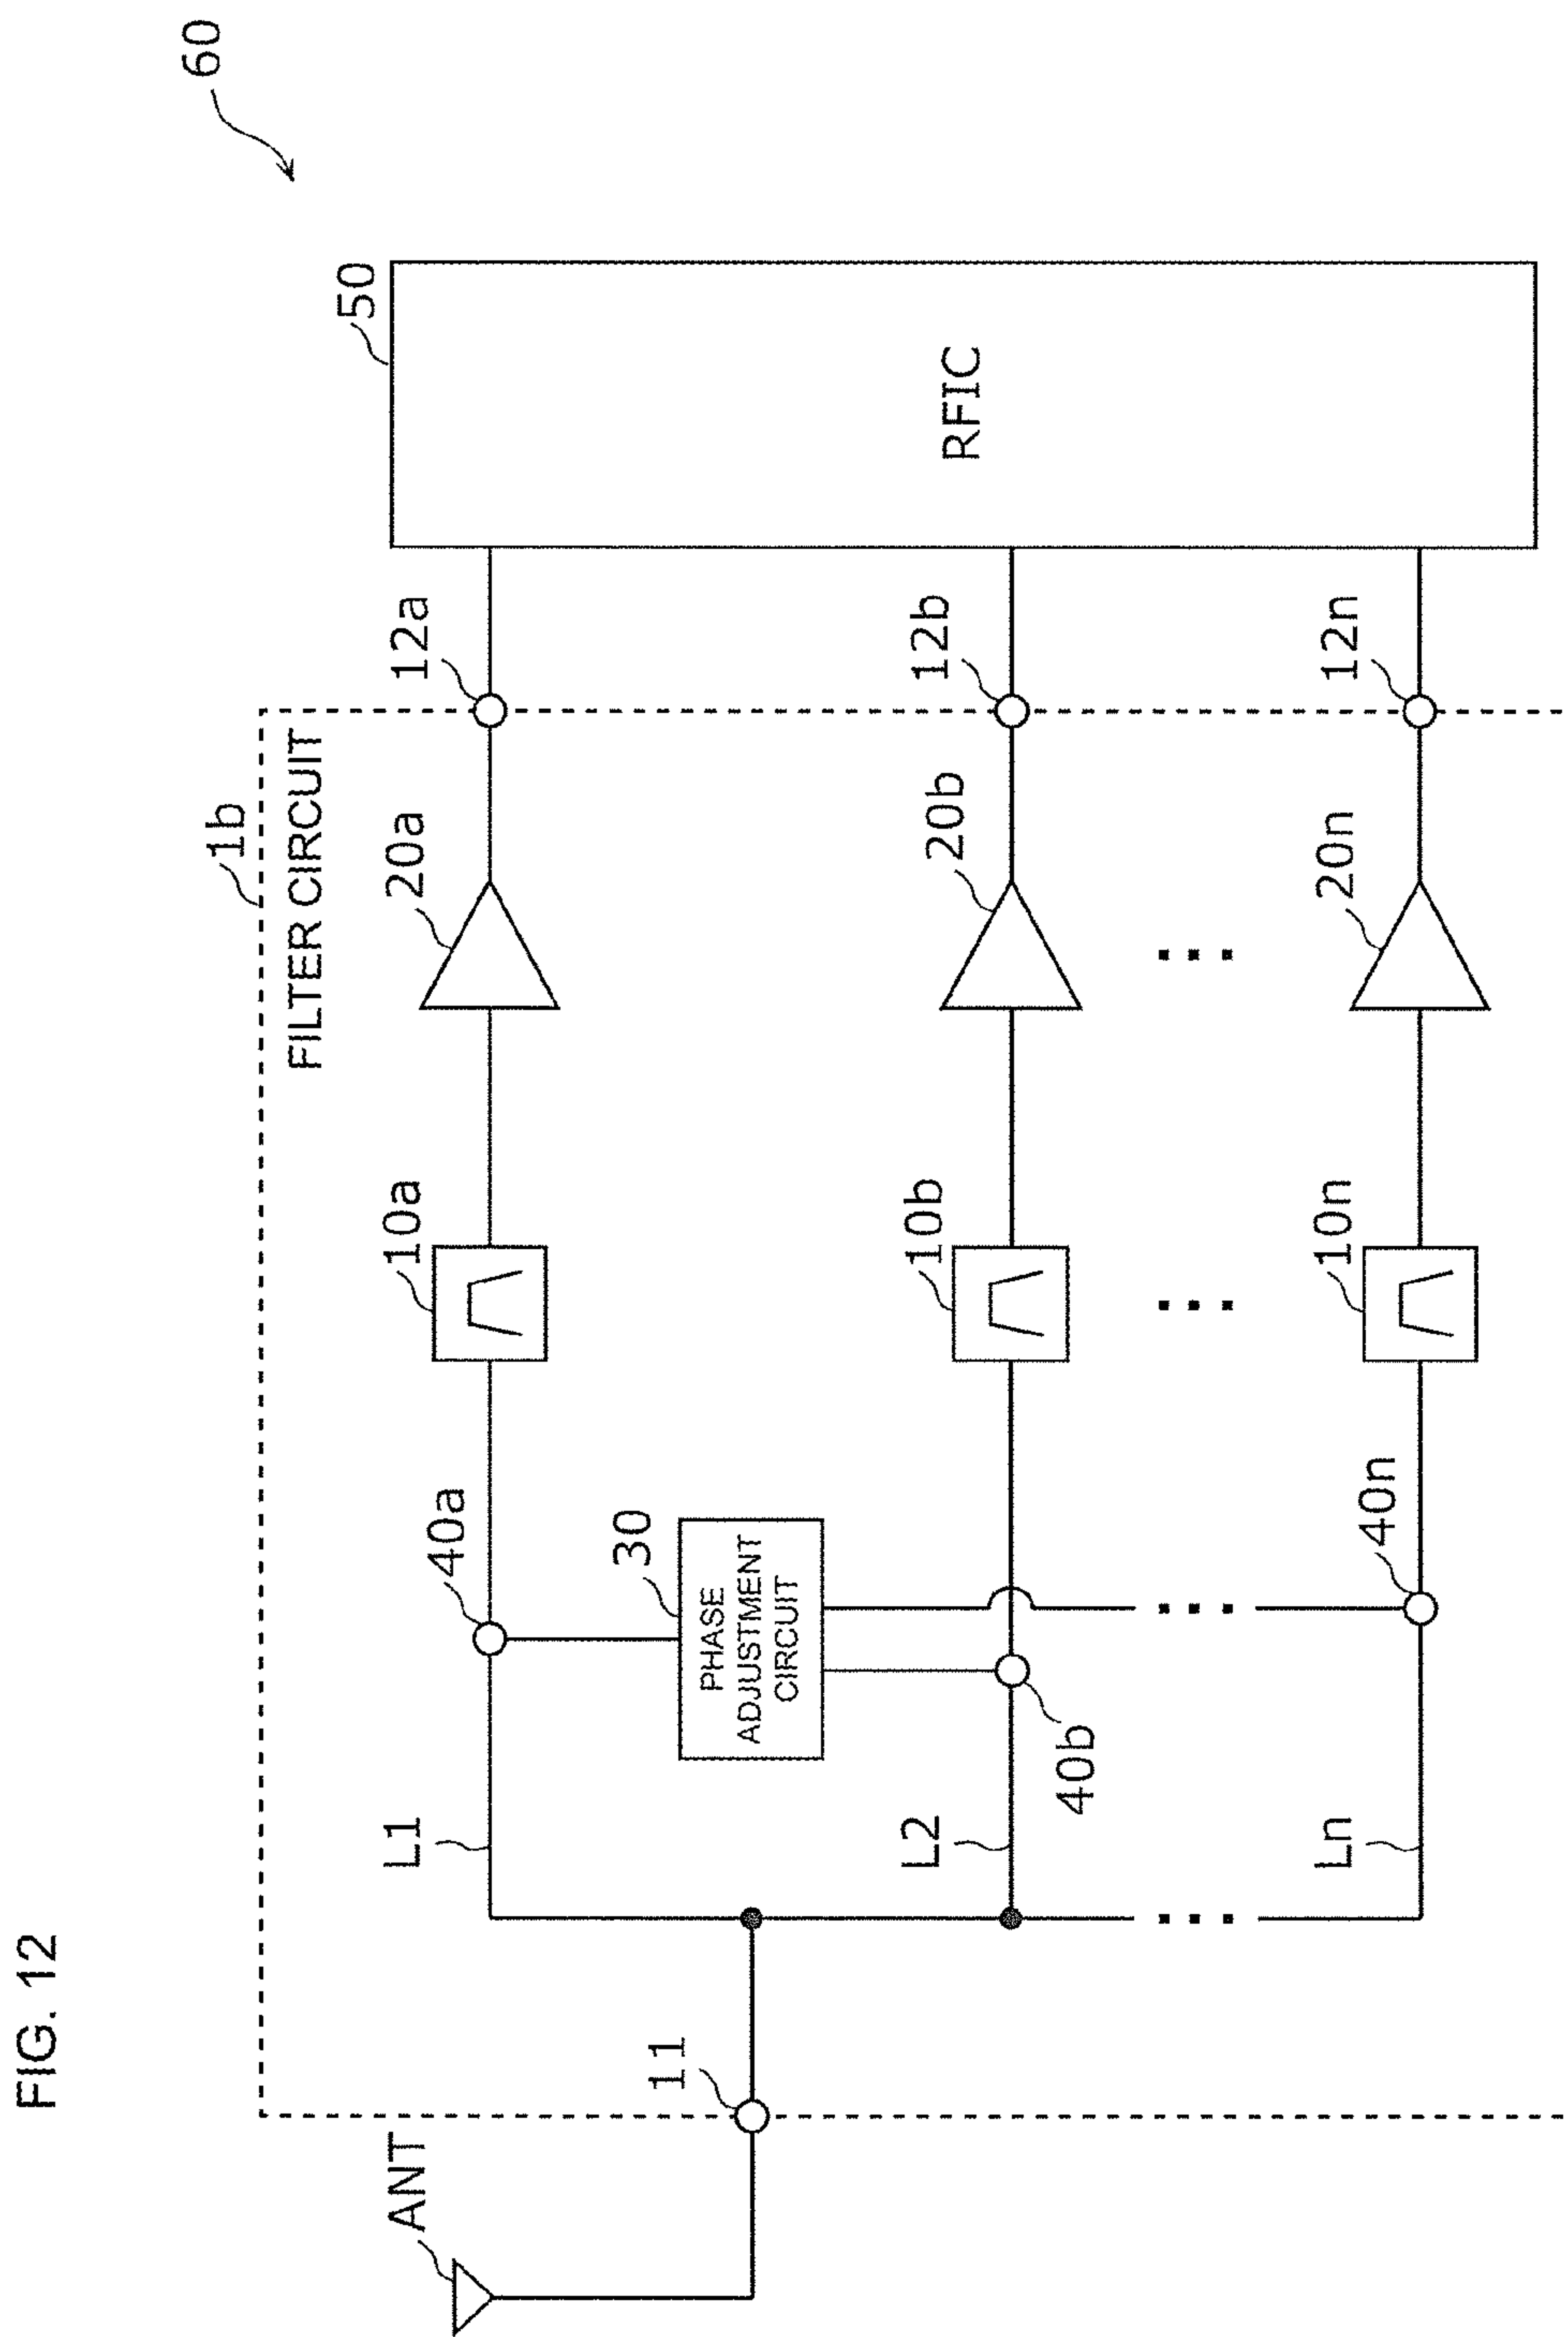 FIG. 12
60
1b
FILTER CIRCUIT
50
RFIC
ANT
11
L1
40a
10a
20a
12a
30
PHASE
ADJUSTMENT
CIRCUIT
L2
40b
10b
20b
12b
...
...
...
...
Ln
40n
10n
20n
12n